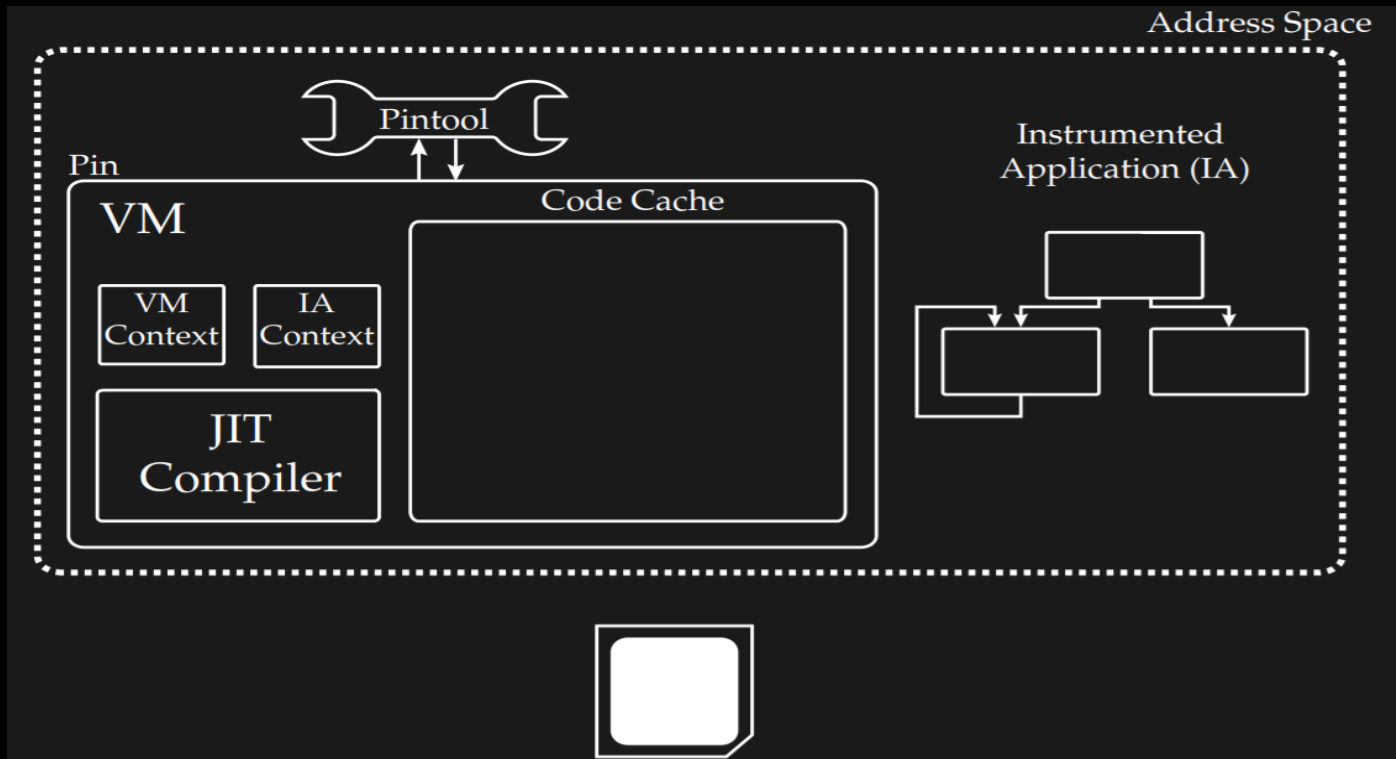 Address Space
Pintool
Instrumented
Application (IA)
Pin
VM
Code Cache
VM
Context
IA
Context
JIT
Compiler